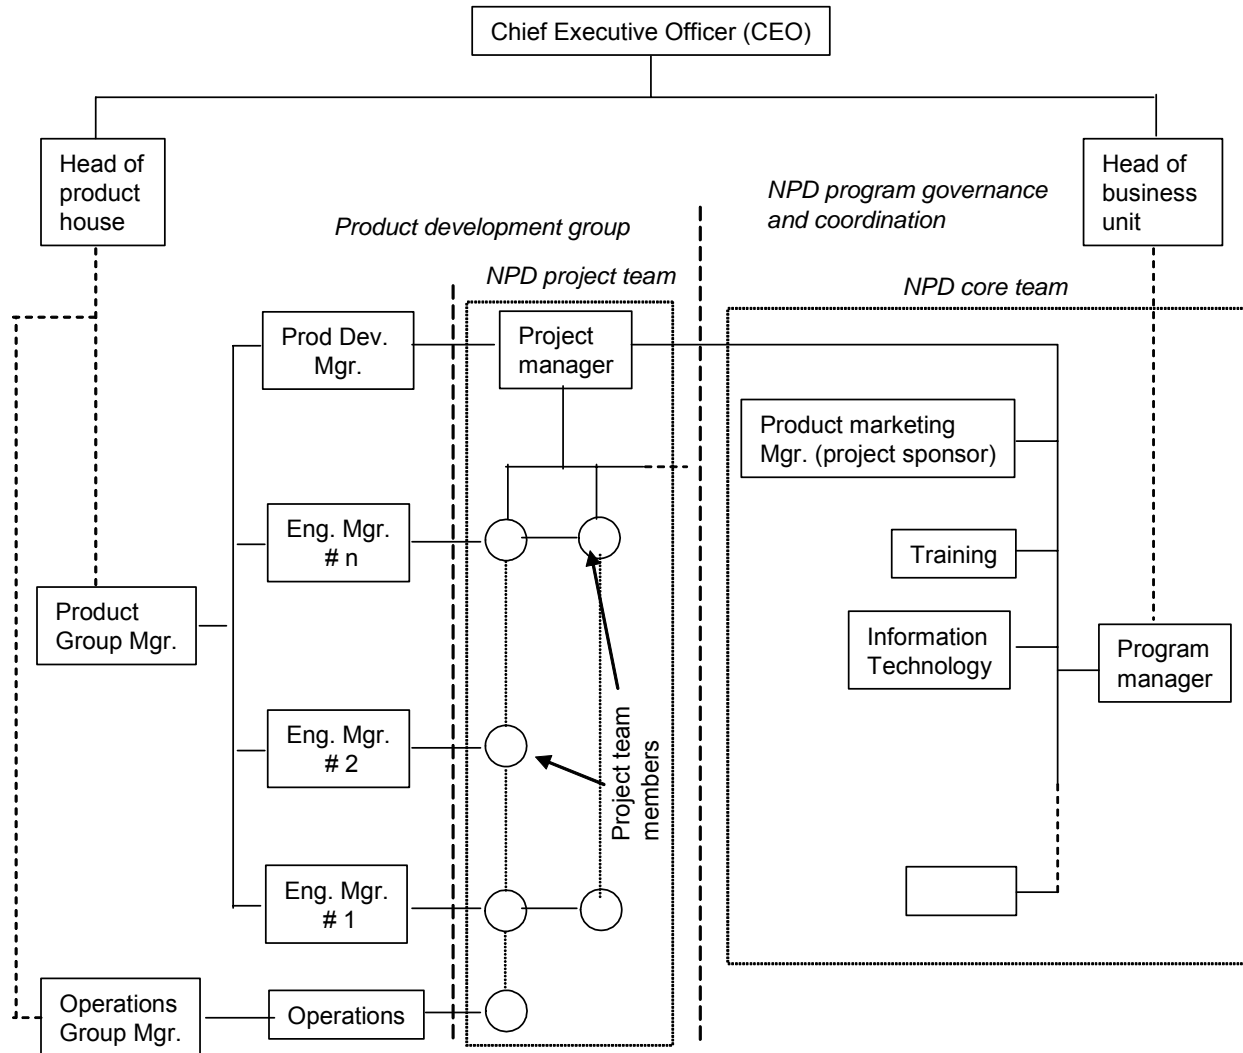 Chief Executive Officer (CEO)
Head of
product
house
Head of
business
unit
NPD program governance
and coordination
Product development group
NPD project team
NPD core team
Prod Dev.
Mgr.
Project
manager
Product marketing
Mgr. (project sponsor)
Eng. Mgr.
# n
Training
Product
Group Mgr.
Information
Technology
Program
manager
Eng. Mgr.
# 2
Project team
members
Eng. Mgr.
# 1
Operations
Group Mgr.
Operations